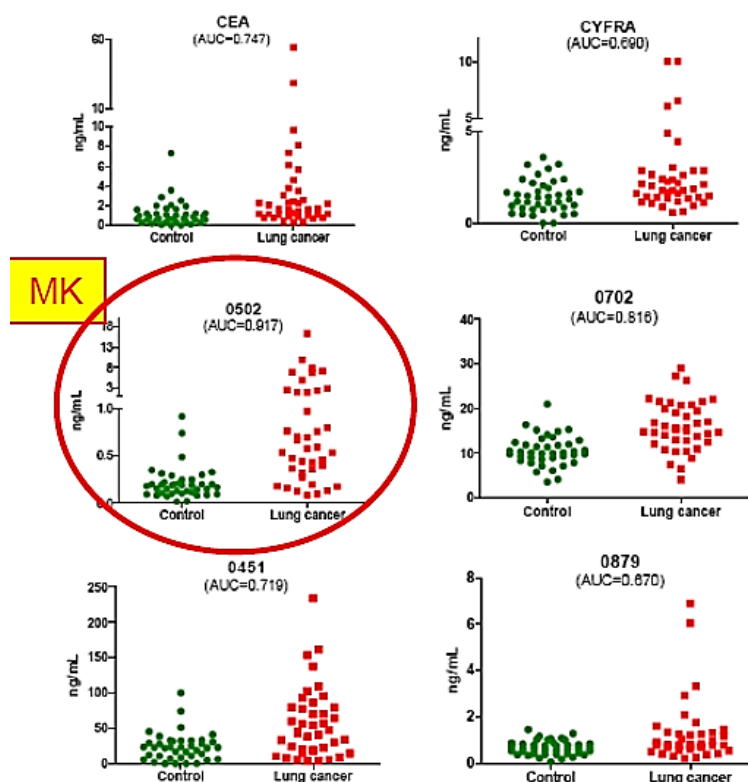 CEA
(AUC=0.747)
60
10
10
8
6
4
2
0
ng/mL
Control
Lung cancer
CYFRA
(AUC=0.690)
10
5
5
0
ng/mL
Control
Lung cancer
MK
0502
(AUC=0.917)
18
13
8
3
1.0
0.5
0.0
ng/mL
Control
Lung cancer
0702
(AUC=0.816)
40
30
20
10
0
ng/mL
Control
Lung cancer
0451
(AUC=0.719)
250
200
150
100
50
0
ng/mL
Control
Lung cancer
0879
(AUC=0.670)
8
6
4
2
0
ng/mL
Control
Lung cancer